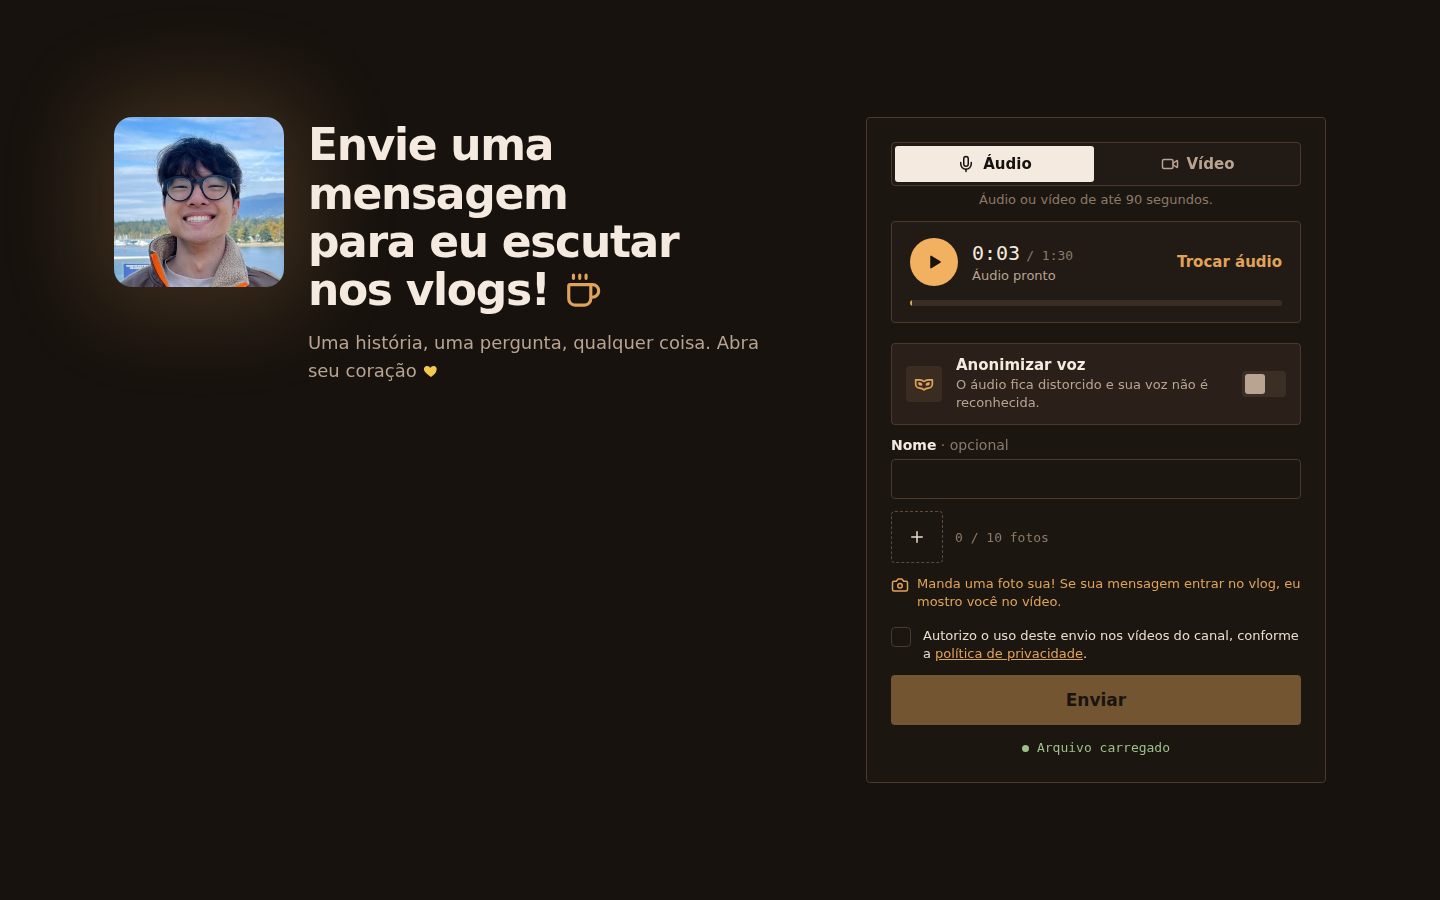 Envie uma
mensagem
para eu escutar
nos vlogs!
Uma história, uma pergunta, qualquer coisa. Abra
seu coração 💛
Áudio
Vídeo
Áudio ou vídeo de até 90 segundos.
0:03 / 1:30
Áudio pronto
Trocar áudio
Anonimizar voz
O áudio fica distorcido e sua voz não é
reconhecida.
Nome · opcional
0 / 10 fotos
Manda uma foto sua! Se sua mensagem entrar no vlog, eu
mostro você no vídeo.
Autorizo o uso deste envio nos vídeos do canal, conforme
a política de privacidade.
Enviar
Arquivo carregado